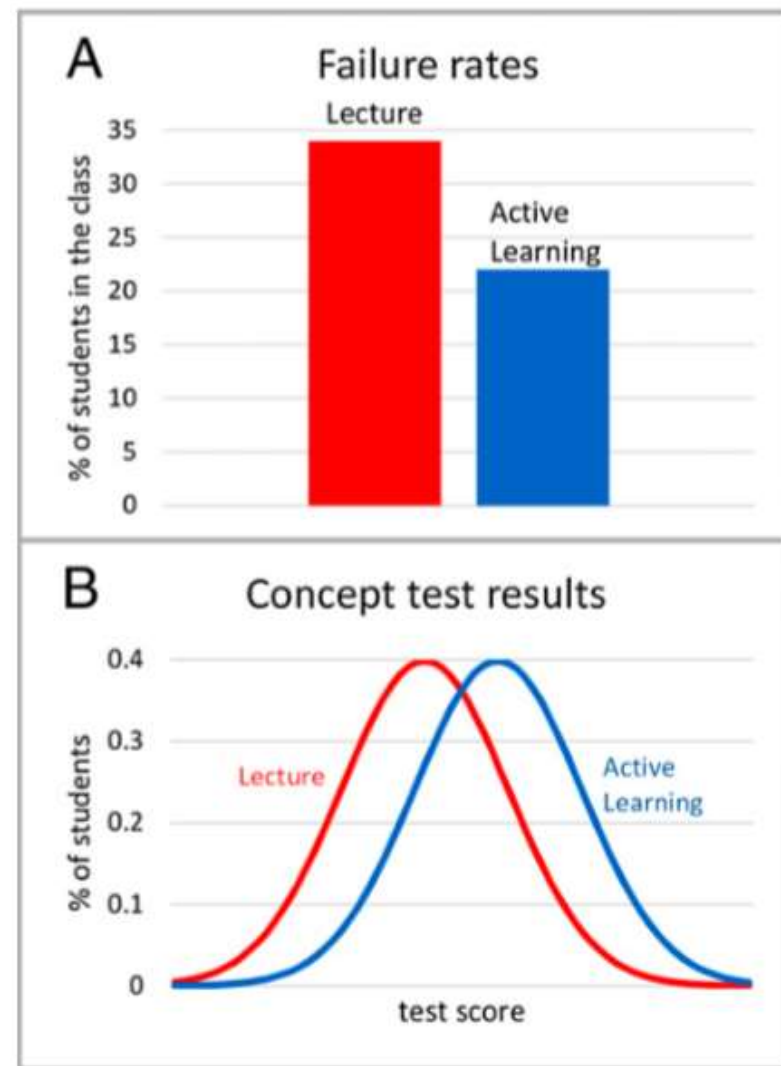 A
Failure rates
Lecture
35
30
25
20
15
10
5
0
% of students in the class
Active
Learning
B
Concept test results
0.4
0.3
0.2
0.1
0
% of students
Lecture
Active
Learning
test score